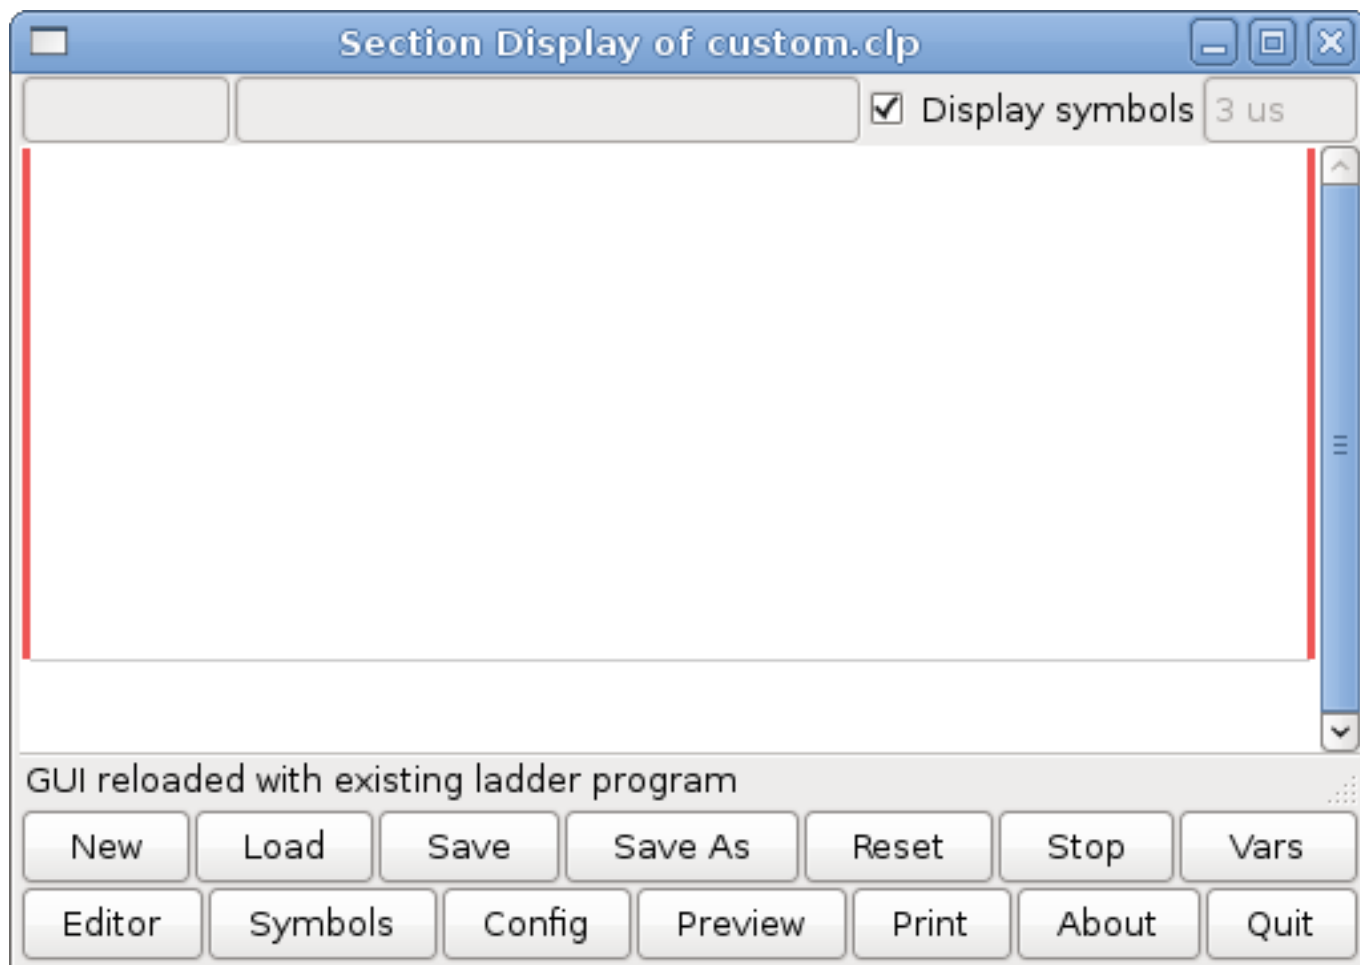 Section Display of custom.clp
Display symbols 3 us
GUI reloaded with existing ladder program
New Load Save Save As Reset Stop Vars
Editor Symbols Config Preview Print About Quit